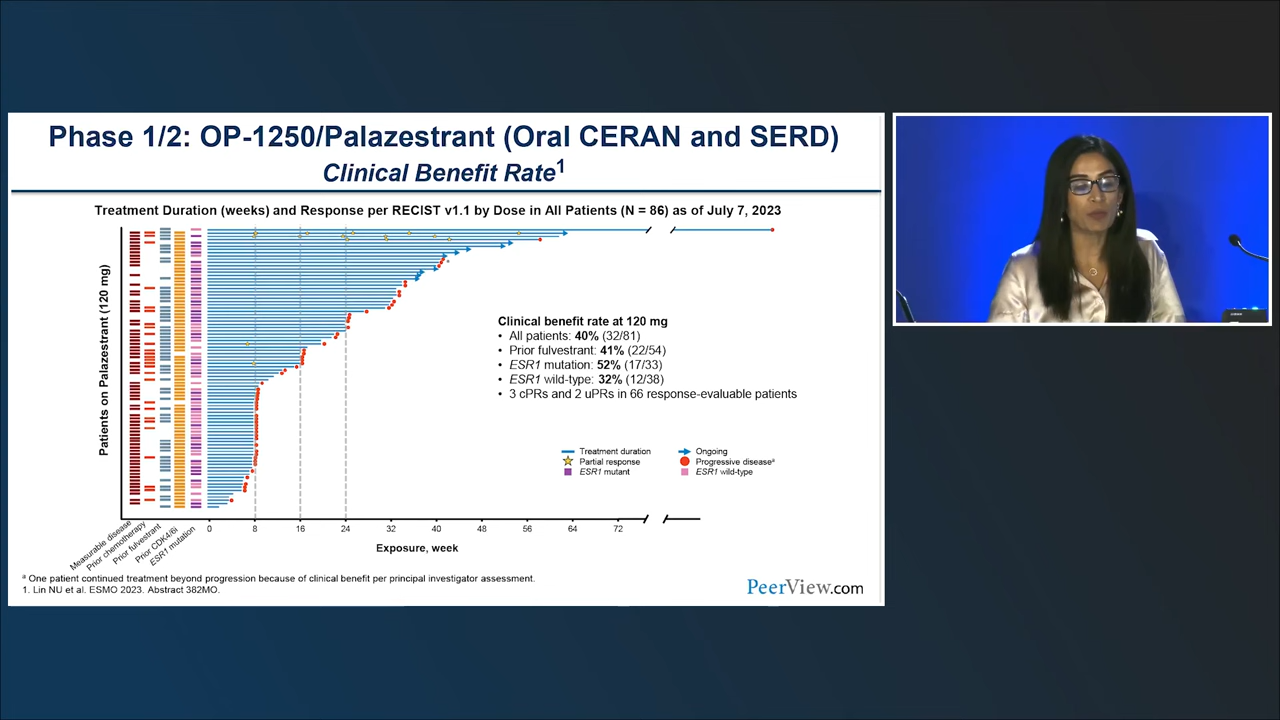 Phase 1/2: OP-1250/Palazestrant (Oral CERAN and SERD)
Clinical Benefit Rate1
Treatment Duration (weeks) and Response per RECIST v1.1 by Dose in All Patients (N = 86) as of July 7, 2023
Patients on Palazestrant (120 mg)
Clinical benefit rate at 120 mg
• All patients: 40% (32/81)
• Prior fulvestrant: 41% (22/54)
• ESR1 mutation: 52% (17/33)
• ESR1 wild-type: 32% (12/38)
• 3 cPRs and 2 uPRs in 66 response-evaluable patients
Treatment duration
Ongoing
Partial response
Progressive diseasea
ESR1 mutant
ESR1 wild-type
Measurable disease
Prior chemotherapy
Prior fulvestrant
Prior CDK4/6i
ESR1 mutation
0 8 16 24 32 40 48 56 64 72
Exposure, week
a One patient continued treatment beyond progression because of clinical benefit per principal investigator assessment.
1. Lin NU et al. ESMO 2023. Abstract 382MO.
PeerView.com